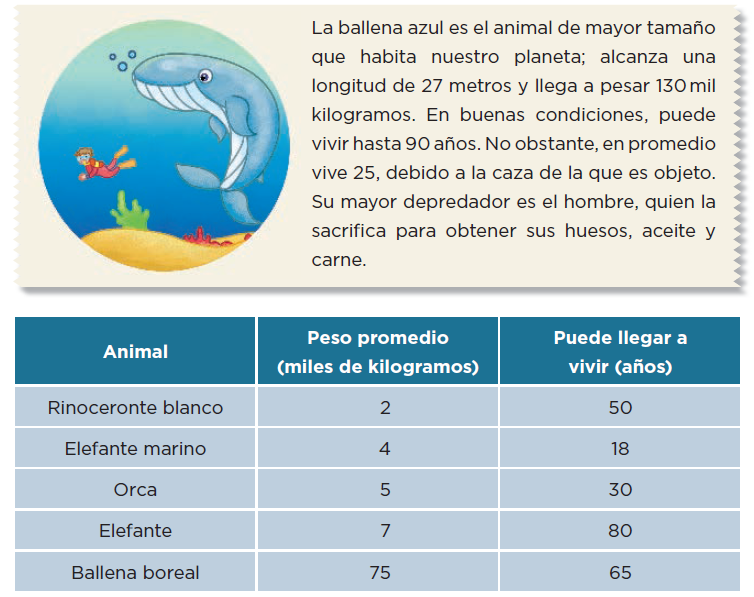 La ballena azul es el animal de mayor tamaño
que habita nuestro planeta; alcanza una
longitud de 27 metros y llega a pesar 130 mil
kilogramos. En buenas condiciones, puede
vivir hasta 90 años. No obstante, en promedio
vive 25, debido a la caza de la que es objeto.
Su mayor depredador es el hombre, quien la
sacrifica para obtener sus huesos, aceite y
carne.
Animal Peso promedio (miles de kilogramos) Puede llegar a vivir (años)
Rinoceronte blanco 2 50
Elefante marino 4 18
Orca 5 30
Elefante 7 80
Ballena boreal 75 65